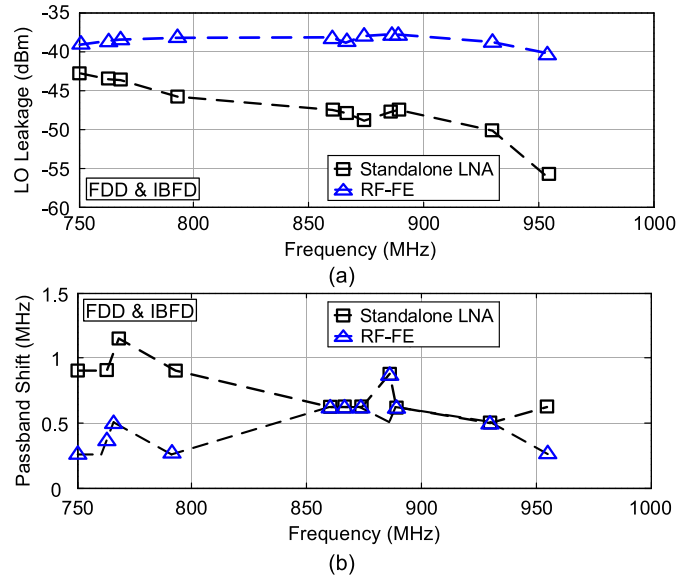 LO Leakage (dBm)
-35
-40
-45
-50
-55
-60
FDD & IBFD
Standalone LNA
RF-FE
750
800
850
900
950
1000
Frequency (MHz)
(a)
Passband Shift (MHz)
1.5
1
0.5
0
FDD & IBFD
Standalone LNA
RF-FE
750
800
850
900
950
1000
Frequency (MHz)
(b)